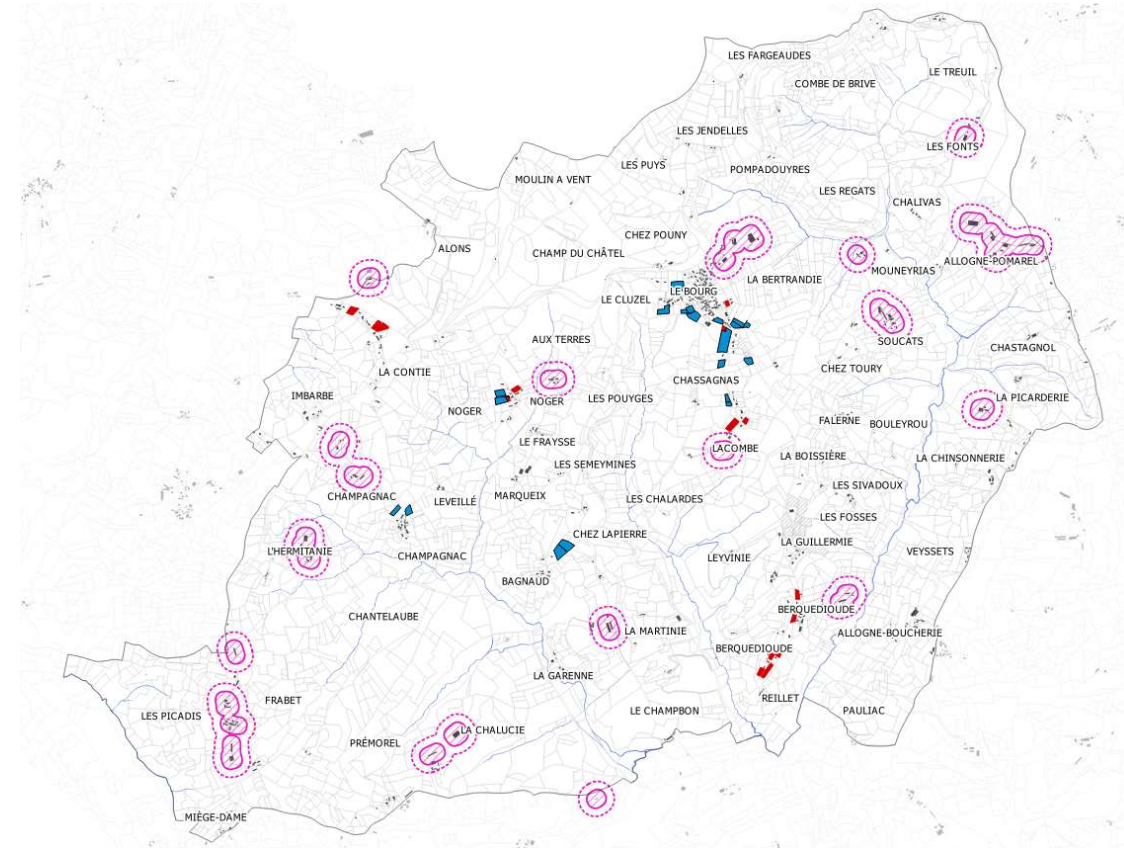 LES FARGEAUDES
LE TREUIL
COMBE DE BRIVE
LES JENDELLES
LES FONTS
LES PUYS
POMPADOUYRES
MOULIN A VENT
LES REGATS
CHALIVAS
CHEZ POUNY
ALONS
CHAMP DU CHÂTEL
ALLOGNE-POMAREL
MOUNEYRIAS
LA BERTRANDIE
LE BOURG
LE CLUZEL
AUX TERRES
SOUCATS
CHASTAGNOL
CHEZ TOURY
LA CONTIE
CHASSAGNAS
IMBARBE
LES POUYGES
LA PICARDERIE
NOGER
NOGER
FALERNE
BOULEYROU
LE FRAYSSE
LACOMBE
LA BOISSIÈRE
LA CHINSONNERIE
LES SEMEYMINES
LES SIVADOUX
CHAMPAGNAC
LEVEILLÉ
MARQUEIX
LES CHALARDES
LES FOSSES
CHEZ LAPIERRE
LA GUILLERMIE
L'HERMITANIE
CHAMPAGNAC
LEYVÎNIE
VEYSSETS
BAGNAUD
BERQUEDIOUDE
CHANTELAUBE
LA MARTINIE
ALLOGNE-BOUCHERIE
BERQUEDIOUDE
LA GARENNE
FRABET
REILLET
LES PICADIS
LE CHAMPBON
PAULIAC
LA CHALUCIE
PRÉMOREL
MIÈGE-DAME